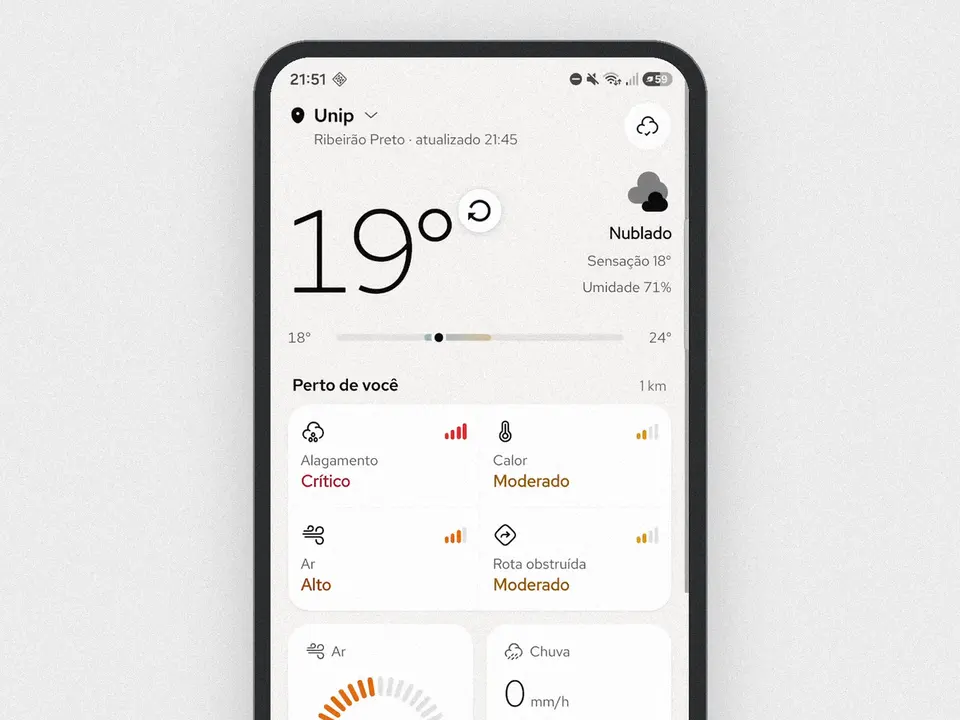 21:51
59
Unip
Ribeirão Preto · atualizado 21:45
19°
Nublado
Sensação 18°
Umidade 71%
18°
24°
Perto de você
1 km
Alagamento
Crítico
Calor
Moderado
Ar
Alto
Rota obstruída
Moderado
Ar
Chuva
0 mm/h